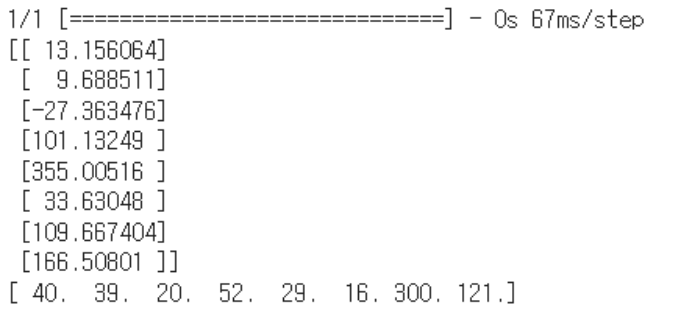 1/1 [==============================] - 0s 67ms/step
[[ 13.156064]
 [  9.688511]
 [-27.363476]
 [101.13249 ]
 [355.00516 ]
 [ 33.63048 ]
 [109.667404]
 [166.50801 ]]
[ 40.  39.  20.  52.  29.  16. 300. 121.]